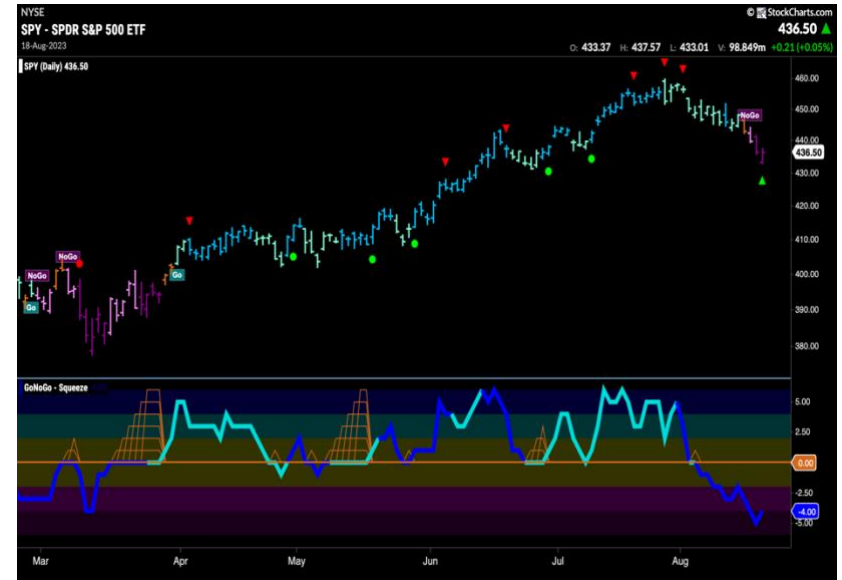 NYSE
© StockCharts.com
SPY - SPDR S&P 500 ETF
436.50
18-Aug-2023
O: 433.37 H: 437.57 L: 433.01 V: 98.849m +0.21 (+0.05%)
SPY (Daily) 436.50
460.00
450.00
NoGo
440.00
436.50
430.00
420.00
410.00
NoGo
NoGo
Go
400.00
Go
390.00
380.00
GoNoGo - Squeeze
5.00
2.50
0.00
-2.50
-4.00
-5.00
Mar Apr May Jun Jul Aug